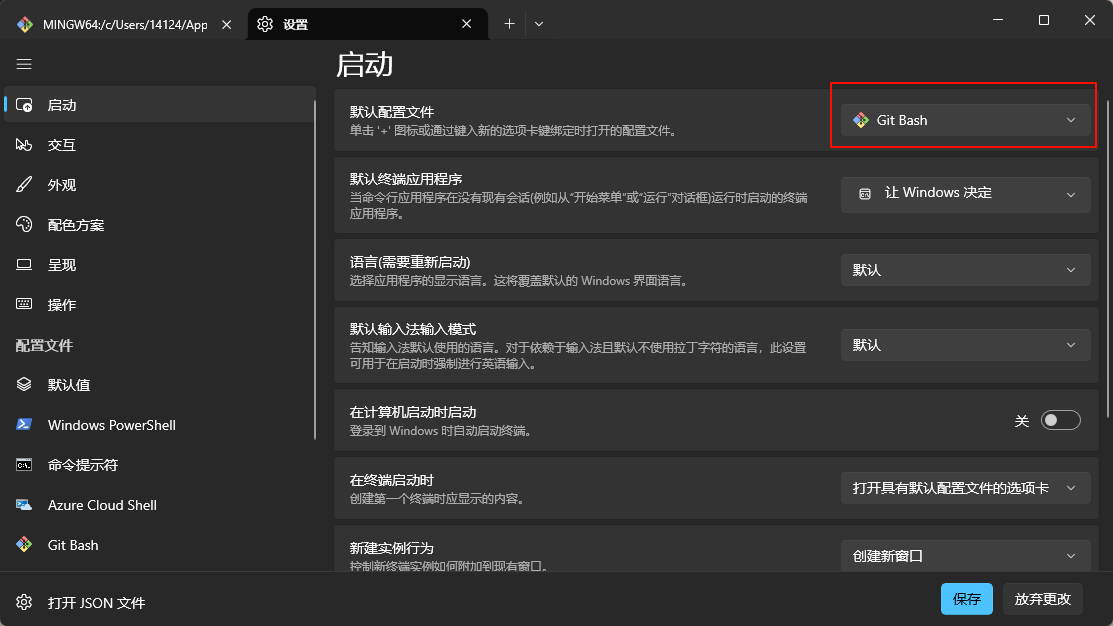 MINGW64:/c/Users/14124/App
设置
启动
交互
外观
配色方案
呈现
操作
配置文件
默认值
Windows PowerShell
命令提示符
Azure Cloud Shell
Git Bash
打开 JSON 文件
启动
默认配置文件
单击 '+' 图标或通过键入新的选项卡键绑定时打开的配置文件。
Git Bash
默认终端应用程序
当命令行应用程序在没有现有会话(例如从“开始菜单”或“运行”对话框)运行时启动的终端
应用程序。
让 Windows 决定
语言(需要重新启动)
选择应用程序的显示语言。这将覆盖默认的 Windows 界面语言。
默认
默认输入法输入模式
告知输入法默认使用的语言。对于依赖于输入法且默认不使用拉丁字符的语言，此设置
可用于在启动时强制进行英语输入。
默认
在计算机启动时启动
登录到 Windows 时自动启动终端。
关
在终端启动时
创建第一个终端时应显示的内容。
打开具有默认配置文件的选项卡
新建实例行为
控制新终端实例如何附加到现有窗口。
创建新窗口
保存
放弃更改